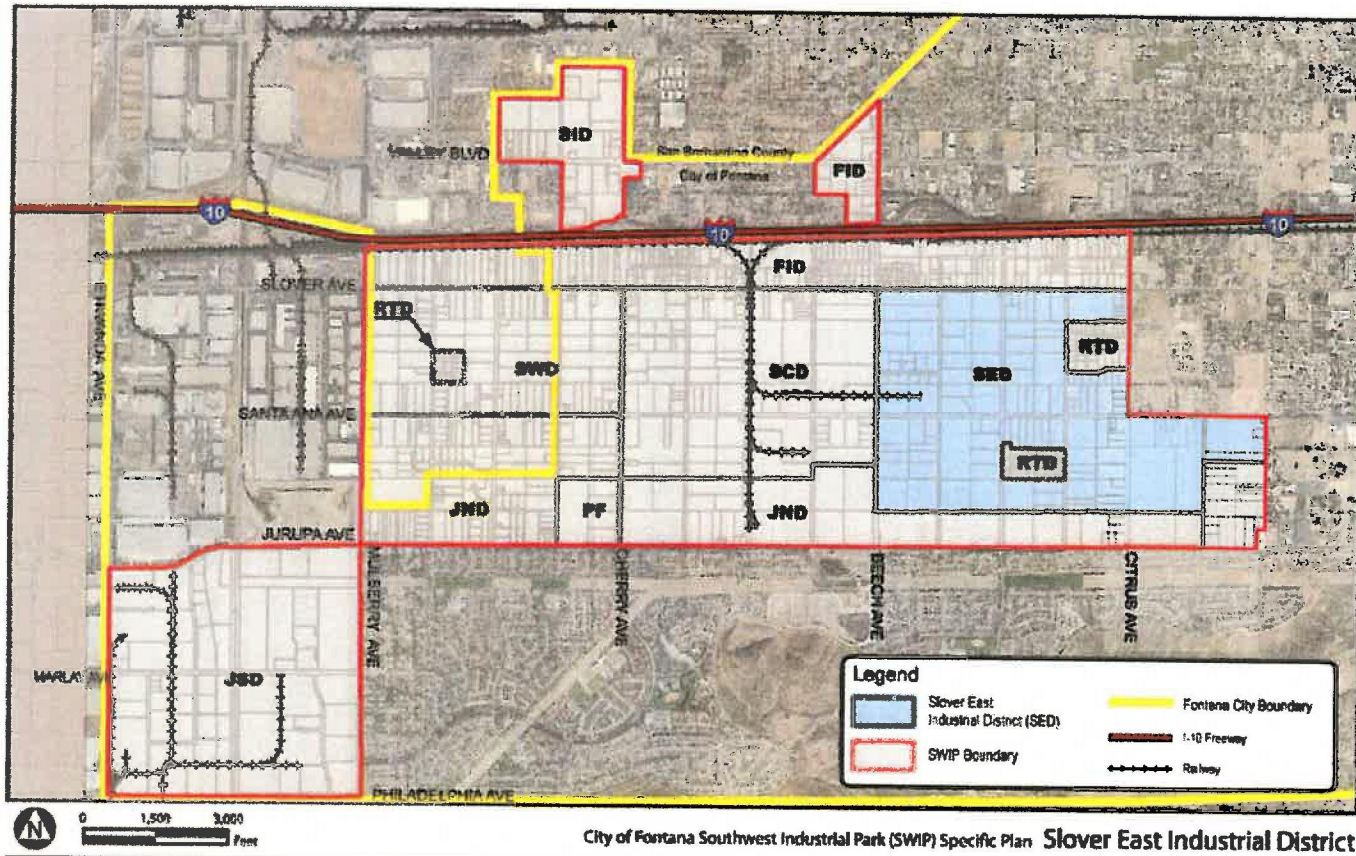 SID
VALLEY BLVD
San Bernardino County
City of Fontana
FID
10
10
10
FID
SLOVER AVE
RTD
RTD
ETIWANDA AVE
SWD
SCD
SED
SANTA ANA AVE
RTD
JND
PF
JND
JURUPA AVE
MULBERRY AVE
CHERRY AVE
BEECH AVE
CITRUS AVE
MARLAY AVE
JSD
PHILADELPHIA AVE
Legend
Slover East
Industrial District (SED)
SWIP Boundary
Fontana City Boundary
I-10 Freeway
Railway
N
0 1,500 3,000
Feet
City of Fontana Southwest Industrial Park (SWIP) Specific Plan Slover East Industrial District